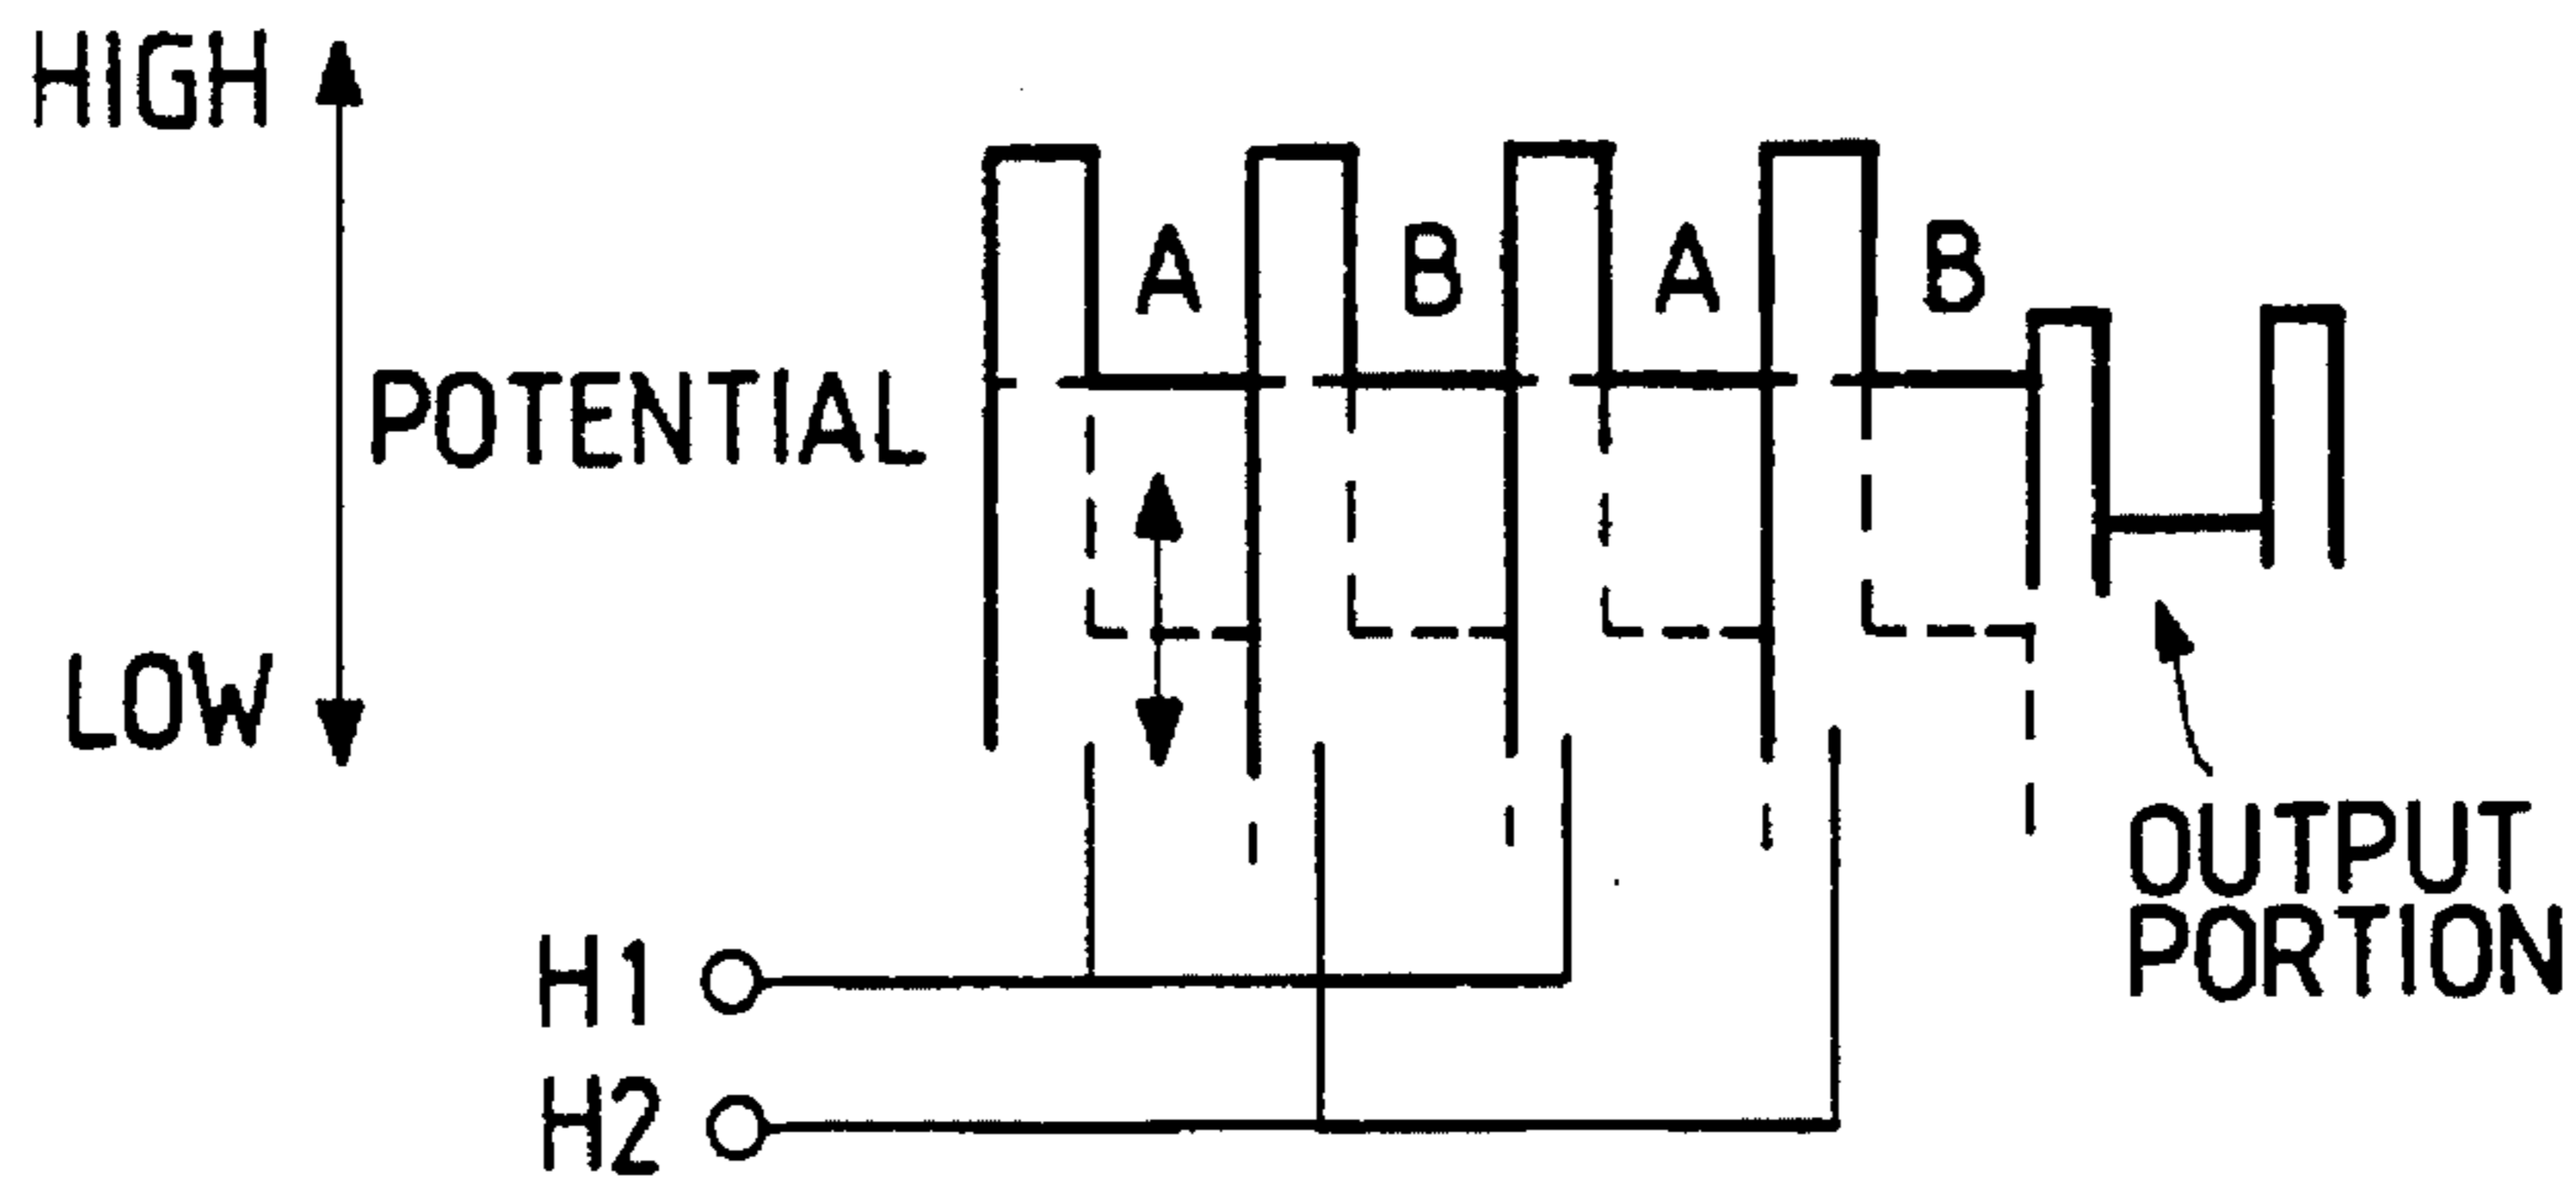 HIGH
A B A B
POTENTIAL
LOW
OUTPUT
PORTION
H1
H2